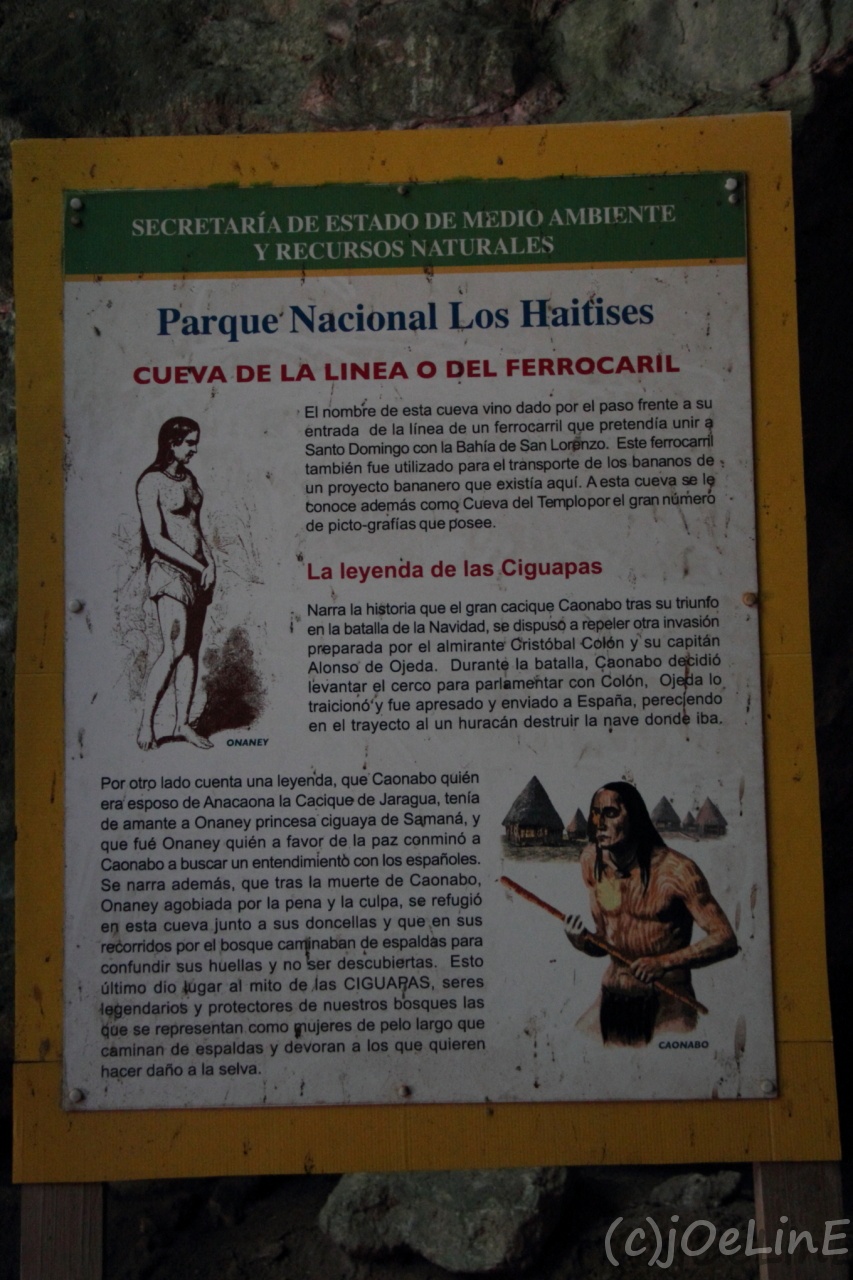 SECRETARÍA DE ESTADO DE MEDIO AMBIENTE
Y RECURSOS NATURALES
Parque Nacional Los Haitises
CUEVA DE LA LINEA O DEL FERROCARIL
El nombre de esta cueva vino dado por el paso frente a su
entrada de la línea de un ferrocarril que pretendía unir a
Santo Domingo con la Bahía de San Lorenzo. Este ferrocarril
también fue utilizado para el transporte de los bananos de
un proyecto bananero que existía aquí. A esta cueva se le
conoce además como Cueva del Templo por el gran número
de picto-grafías que posee.
La leyenda de las Ciguapas
Narra la historia que el gran cacique Caonabo tras su triunfo
en la batalla de la Navidad, se dispuso a repeler otra invasión
preparada por el almirante Cristóbal Colón y su capitán
Alonso de Ojeda. Durante la batalla, Caonabo decidió
levantar el cerco para parlamentar con Colón, Ojeda lo
traicionó y fue apresado y enviado a España, pereciendo
en el trayecto al un huracán destruir la nave donde iba.
ONANEY
Por otro lado cuenta una leyenda, que Caonabo quién
era esposo de Anacaona la Cacique de Jaragua, tenía
de amante a Onaney princesa ciguaya de Samaná, y
que fué Onaney quién a favor de la paz conminó a
Caonabo a buscar un entendimiento con los españoles.
Se narra además, que tras la muerte de Caonabo,
Onaney agobiada por la pena y la culpa, se refugió
en esta cueva junto a sus doncellas y que en sus
recorridos por el bosque caminaban de espaldas para
confundir sus huellas y no ser descubiertas. Esto
último dio lugar al mito de las CIGUAPAS, seres
legendarios y protectores de nuestros bosques las
que se representan como mujeres de pelo largo que
caminan de espaldas y devoran a los que quieren
hacer daño a la selva.
CAONABO
(c)jOeLinE